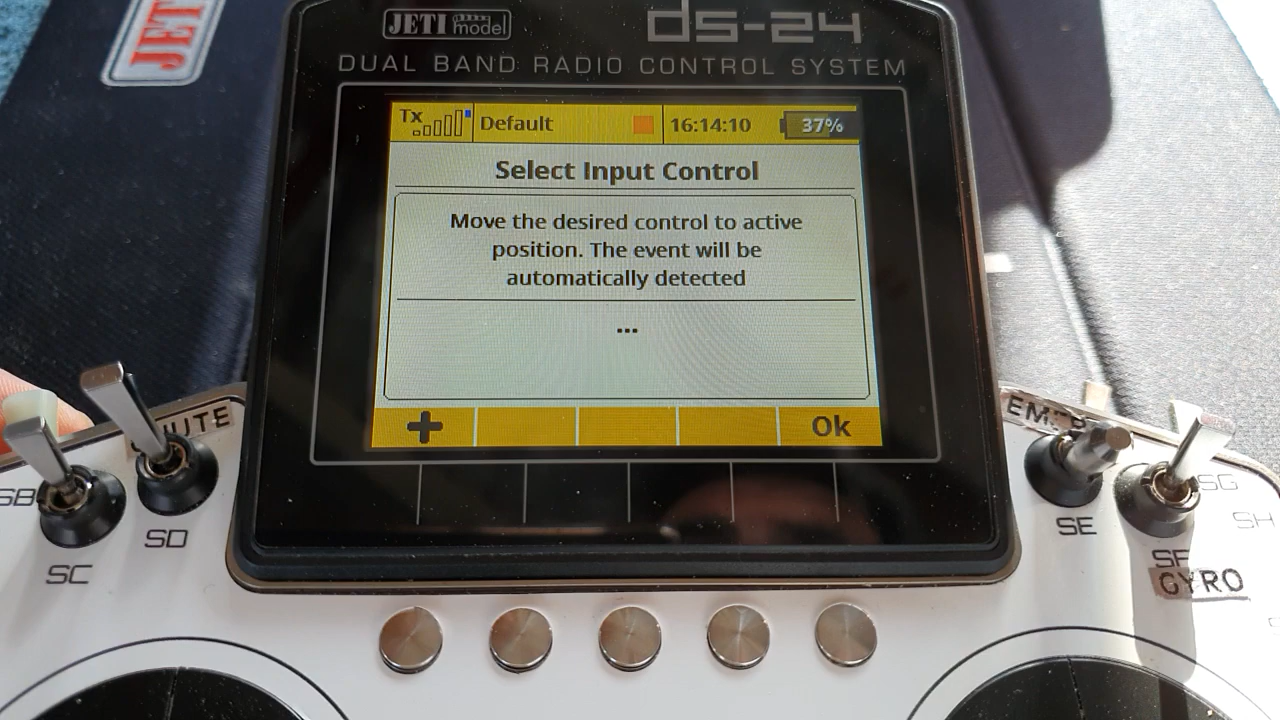 JETI
JETI model
ds-24
DUAL BAND RADIO CONTROL SYSTEM
Tx
Default
16:14:10
37%
Select Input Control
Move the desired control to active
position. The event will be
automatically detected
...
Ok
SB
SC
SD
SE
SF
GYRO
SG
SH